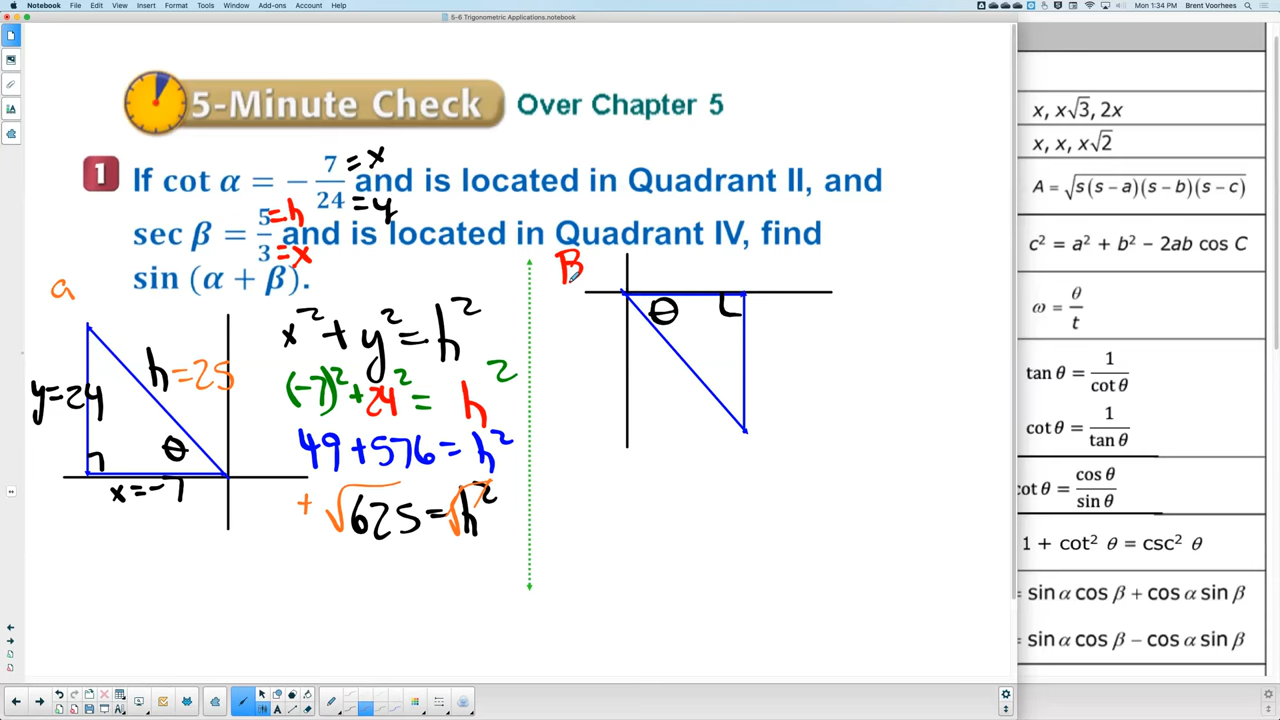 Notebook File Edit View Insert Format Tools Window Add-ons Account Help Mon 1:34 PM Brent Voorhees
5-6 Trigonometric Applications.notebook
5-Minute Check Over Chapter 5
1 If cot α = − 7/24 and is located in Quadrant II, and
= x
= y
sec β = 5/3 and is located in Quadrant IV, find
= h
= x
sin (α + β).
a
y=24
h=25
θ
x=-7
x² + y² = h²
(-7)² + 24² = h²
49+576=h²
+ √625 = √h²
B
θ
x, x√3, 2x
x, x, x√2
A = √s(s − a)(s − b)(s − c)
c² = a² + b² − 2ab cos C
ω = θ/t
tan θ = 1/cot θ
cot θ = 1/tan θ
cot θ = cos θ/sin θ
1 + cot² θ = csc² θ
= sin α cos β + cos α sin β
= sin α cos β − cos α sin β